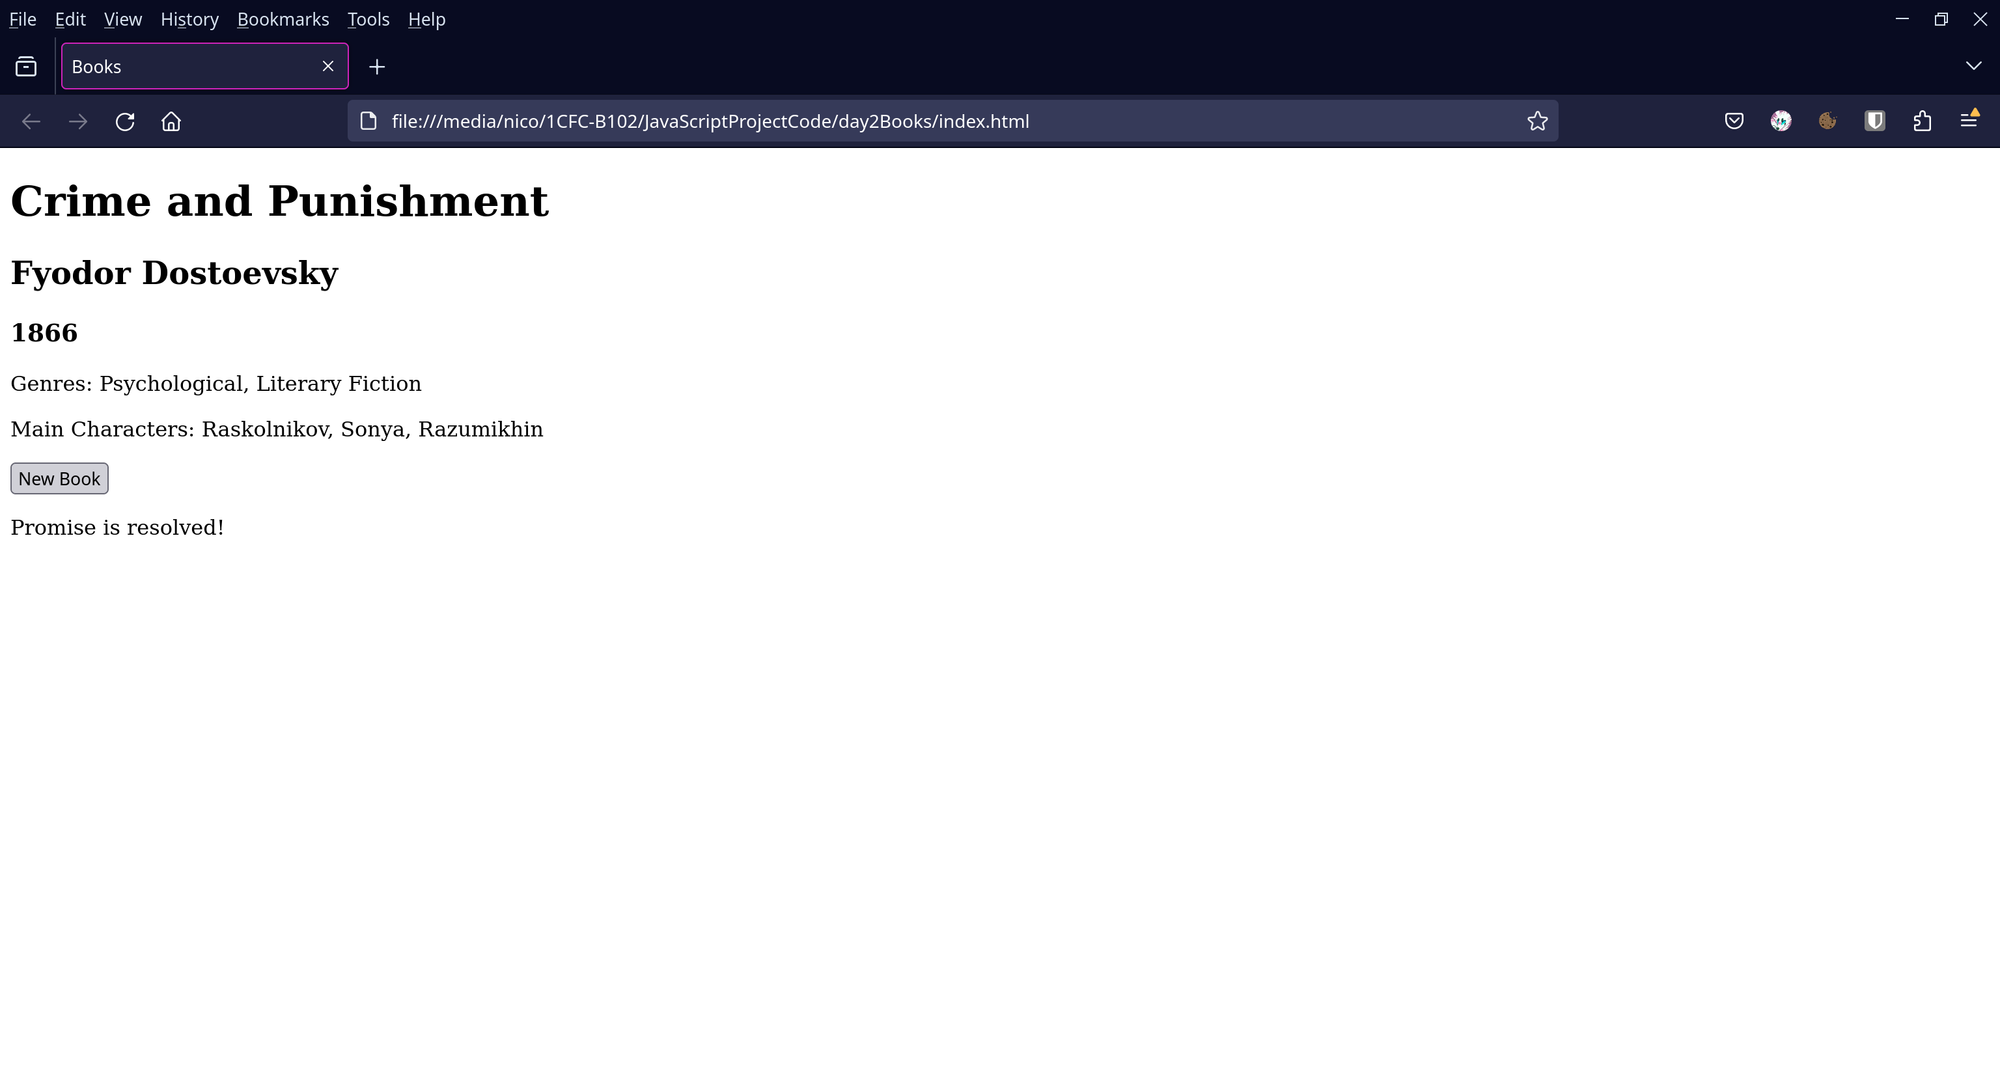 File Edit View History Bookmarks Tools Help
Books
file:///media/nico/1CFC-B102/JavaScriptProjectCode/day2Books/index.html
Crime and Punishment
Fyodor Dostoevsky
1866
Genres: Psychological, Literary Fiction
Main Characters: Raskolnikov, Sonya, Razumikhin
New Book
Promise is resolved!